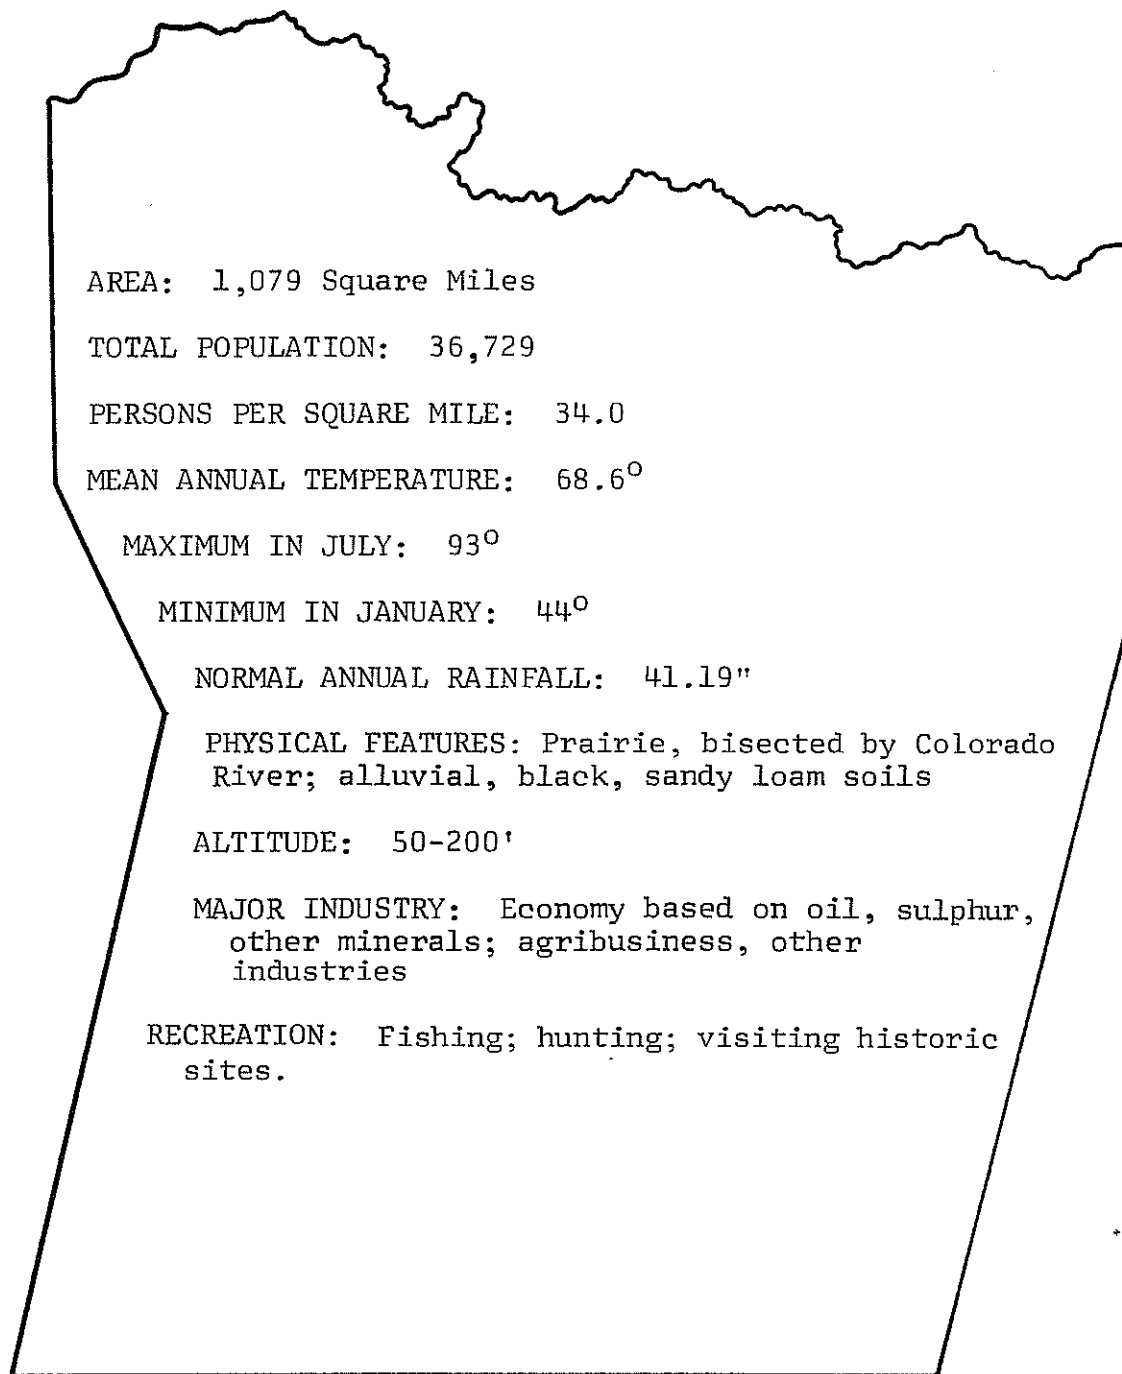 AREA: 1,079 Square Miles
TOTAL POPULATION: 36,729
PERSONS PER SQUARE MILE: 34.0
MEAN ANNUAL TEMPERATURE: 68.6°
MAXIMUM IN JULY: 93°
MINIMUM IN JANUARY: 44°
NORMAL ANNUAL RAINFALL: 41.19"
PHYSICAL FEATURES: Prairie, bisected by Colorado
River; alluvial, black, sandy loam soils
ALTITUDE: 50-200'
MAJOR INDUSTRY: Economy based on oil, sulphur,
other minerals; agribusiness, other
industries
RECREATION: Fishing; hunting; visiting historic
sites.